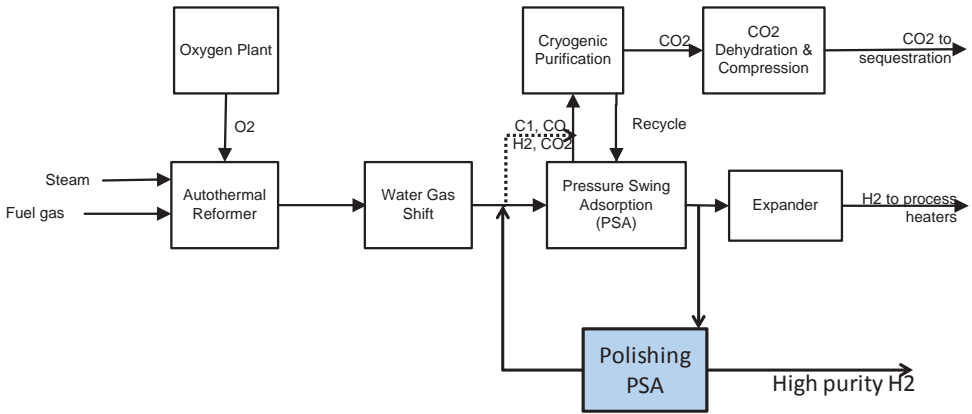 Oxygen Plant
Cryogenic
Purification
CO2
CO2
Dehydration &
Compression
CO2 to
sequestration
O2
C1, CO
H2, CO2
Recycle
Steam
Fuel gas
Autothermal
Reformer
Water Gas
Shift
Pressure Swing
Adsorption
(PSA)
Expander
H2 to process
heaters
Polishing
PSA
High purity H2